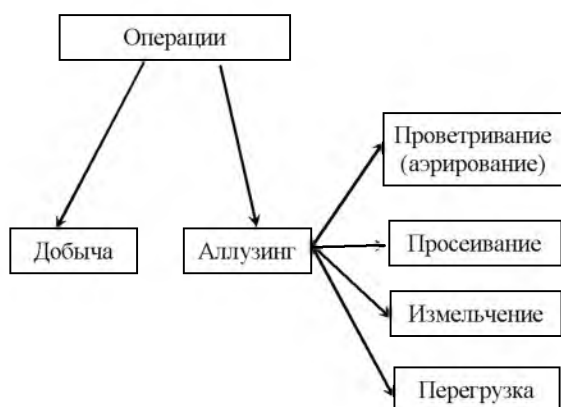 Операции
Проветривание
(аэрирование)
Добыча
Аллузинг
Просеивание
Измельчение
Перегрузка